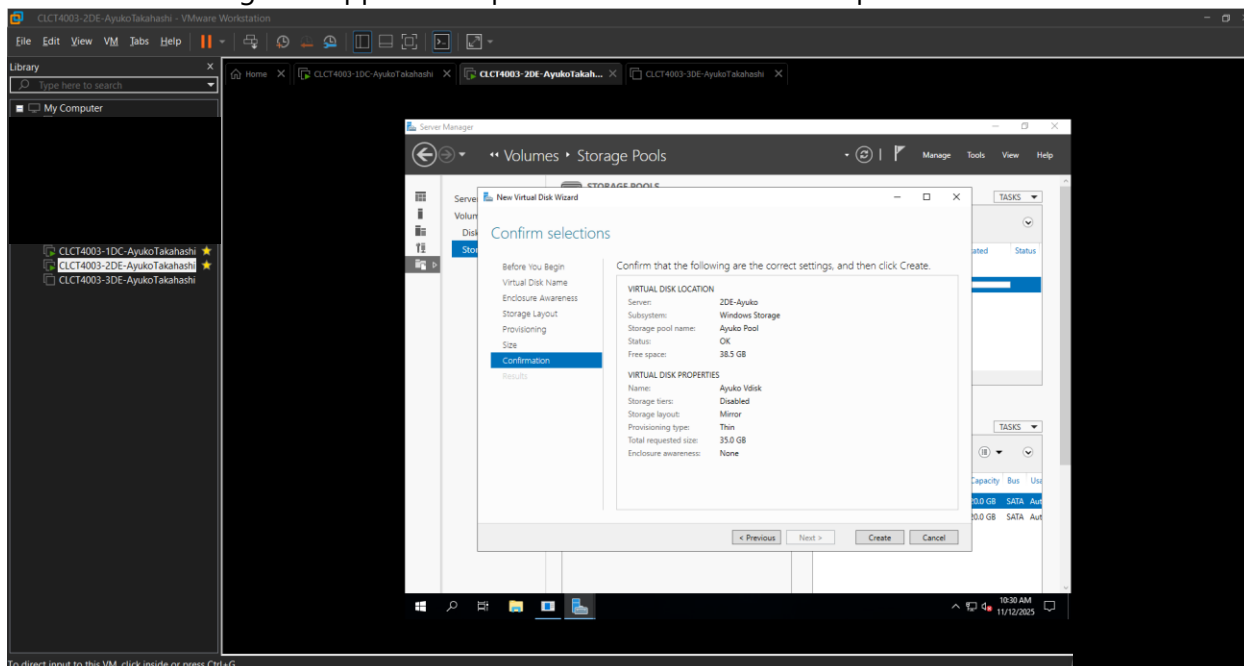 CLCT4003-2DE-AyukoTakahashi - VMware Workstation
File Edit View VM Tabs Help
Library X
Type here to search
Home X CLCT4003-1DC-AyukoTakahashi X CLCT4003-2DE-AyukoTakah... X CLCT4003-3DE-AyukoTakahashi X
My Computer
CLCT4003-1DC-AyukoTakahashi
CLCT4003-2DE-AyukoTakahashi
CLCT4003-3DE-AyukoTakahashi
Server Manager
Volumes Storage Pools
Manage Tools View Help
STORAGE POOLS
TASKS
Serve
Volun
Disk
Sto
New Virtual Disk Wizard
Confirm selections
Before You Begin
Virtual Disk Name
Enclosure Awareness
Storage Layout
Provisioning
Size
Confirmation
Results
Confirm that the following are the correct settings, and then click Create.
VIRTUAL DISK LOCATION
Server: 2DE-Ayuko
Subsystem: Windows Storage
Storage pool name: Ayuko Pool
Status: OK
Free space: 38.5 GB
VIRTUAL DISK PROPERTIES
Name: Ayuko Vdisk
Storage tiers: Disabled
Storage layout: Mirror
Provisioning type: Thin
Total requested size: 35.0 GB
Enclosure awareness: None
< Previous Next > Create Cancel
ated Status
TASKS
Capacity Bus Usa
20.0 GB SATA Aut
20.0 GB SATA Aut
10:30 AM
11/12/2025
To direct input to this VM, click inside or press Ctrl+G.